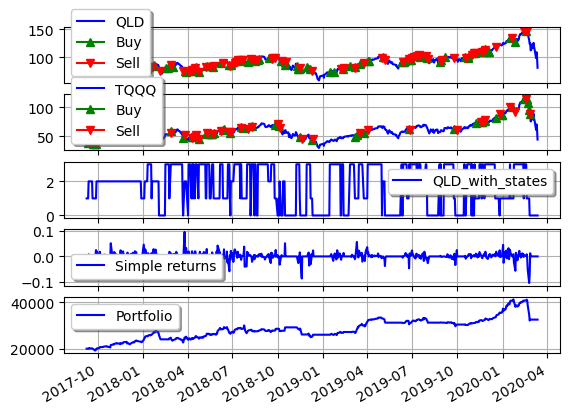 QLD
Buy
Sell
150
100
TQQQ
Buy
Sell
100
50
QLD_with_states
2
0
0.1
0.0
−0.1
Simple returns
40000
20000
Portfolio
2017-10
2018-01
2018-04
2018-07
2018-10
2019-01
2019-04
2019-07
2019-10
2020-01
2020-04